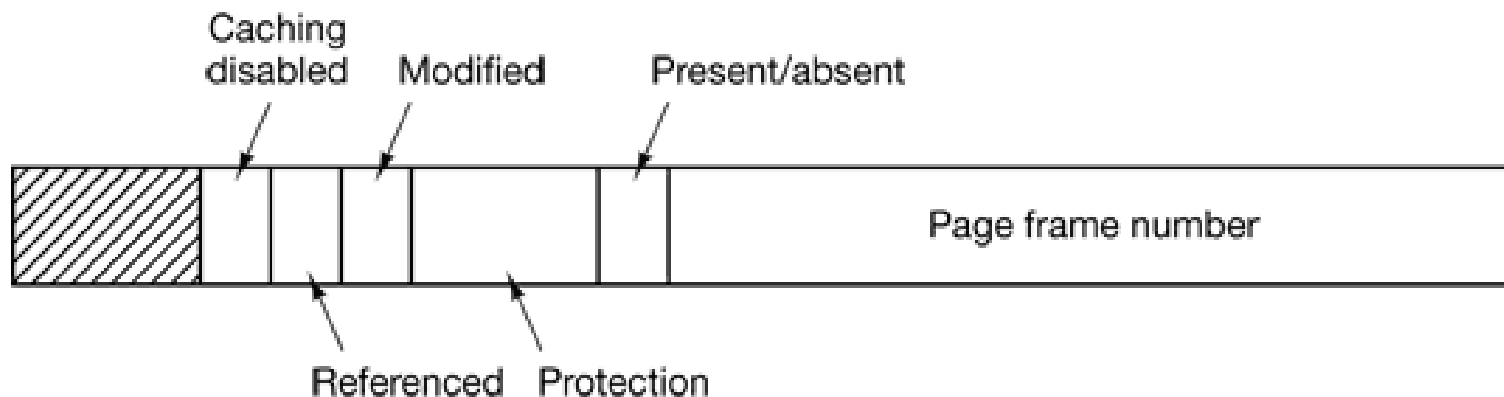 Caching
disabled
Modified
Present/absent
Page frame number
Referenced
Protection